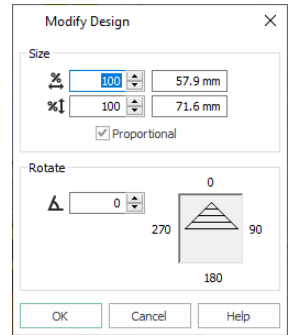 Modify Design
Size
% 100 57.9 mm
% 100 71.6 mm
Proportional
Rotate
0
0
270 90
180
OK Cancel Help